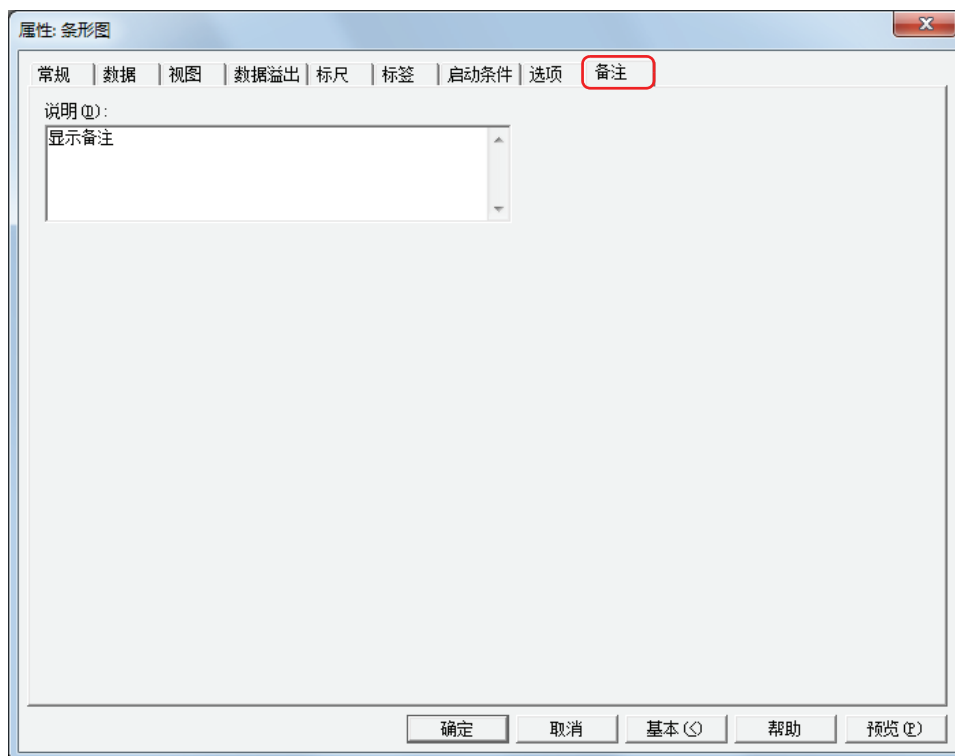 属性: 条形图
常规 数据 视图 数据溢出 标尺 标签 启动条件 选项 备注
说明(D):
显示备注
确定 取消 基本(<) 帮助 预览(P)